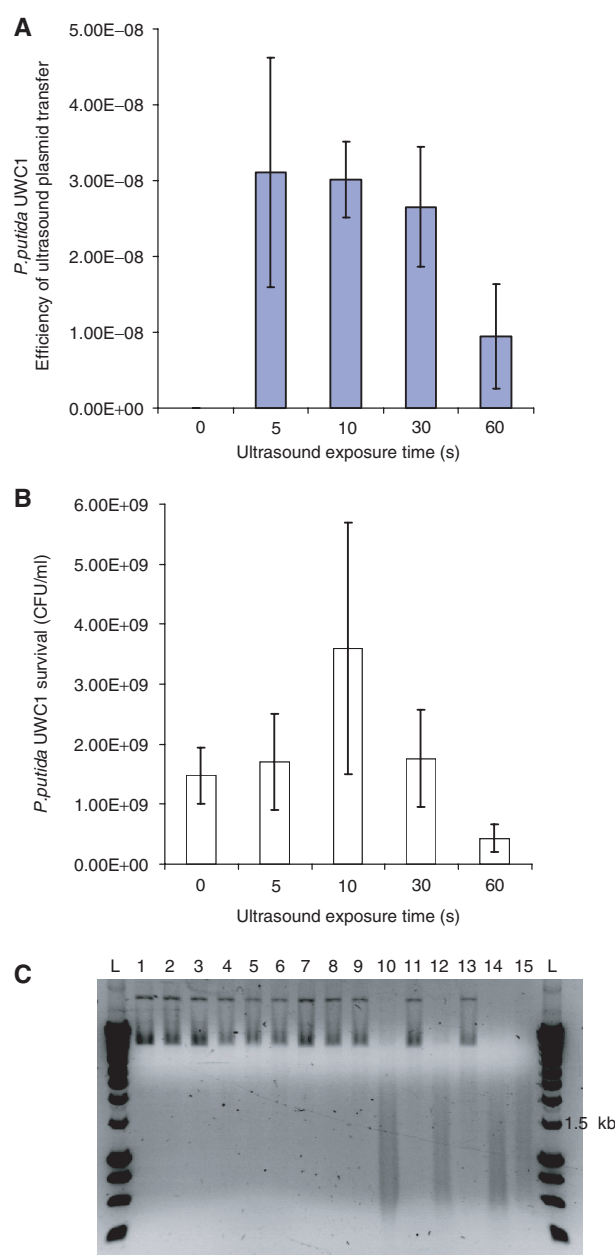 A
5.00E−08
4.00E−08
3.00E−08
2.00E−08
1.00E−08
0.00E+00
P.putida UWC1
Efficiency of ultrasound plasmid transfer
0 5 10 30 60
Ultrasound exposure time (s)
B
6.00E+09
5.00E+09
4.00E+09
3.00E+09
2.00E+09
1.00E+09
0.00E+00
P.putida UWC1 survival (CFU/ml)
0 5 10 30 60
Ultrasound exposure time (s)
C
L 1 2 3 4 5 6 7 8 9 10 11 12 13 14 15 L
1.5 kb